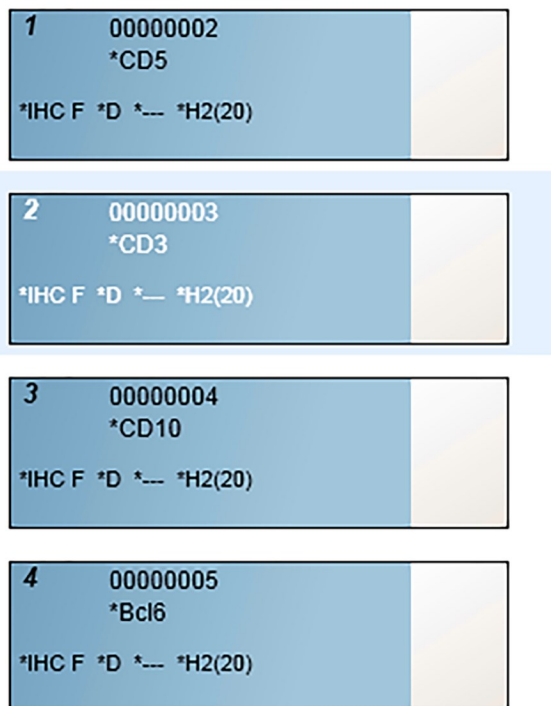 1 00000002
*CD5
*IHC F *D *--- *H2(20)
2 00000003
*CD3
*IHC F *D *--- *H2(20)
3 00000004
*CD10
*IHC F *D *--- *H2(20)
4 00000005
*Bcl6
*IHC F *D *--- *H2(20)